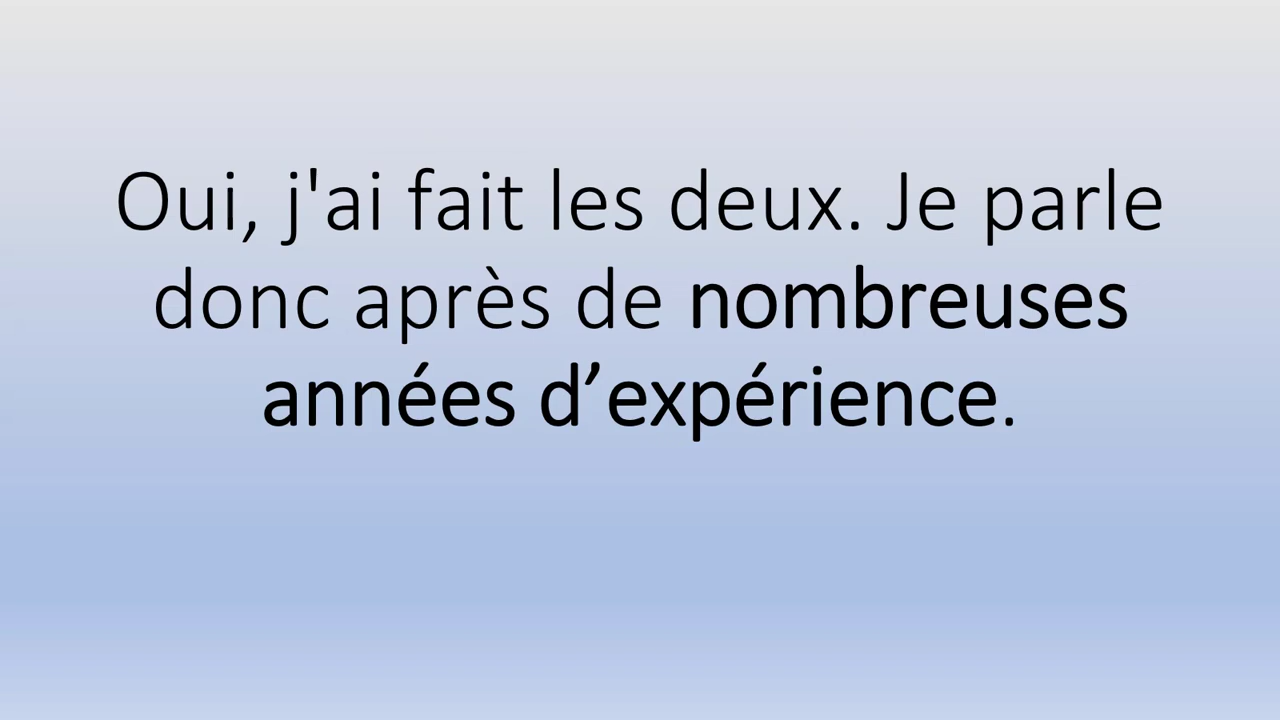 Oui, j'ai fait les deux. Je parle
donc après de nombreuses
années d’expérience.